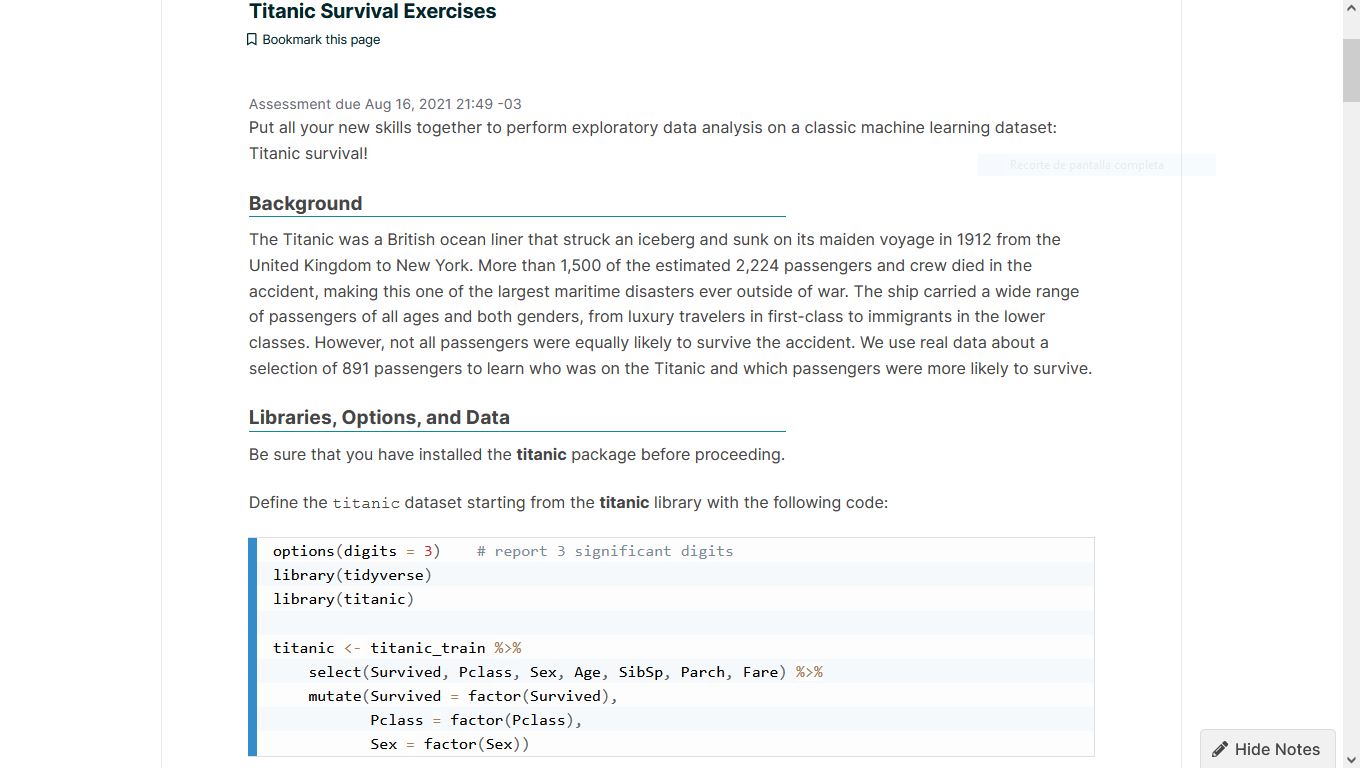 Titanic Survival Exercises
Bookmark this page
Assessment due Aug 16, 2021 21:49 -03
Put all your new skills together to perform exploratory data analysis on a classic machine learning dataset:
Titanic survival!
Recorte de pantalla completa
Background
The Titanic was a British ocean liner that struck an iceberg and sunk on its maiden voyage in 1912 from the
United Kingdom to New York. More than 1,500 of the estimated 2,224 passengers and crew died in the
accident, making this one of the largest maritime disasters ever outside of war. The ship carried a wide range
of passengers of all ages and both genders, from luxury travelers in first-class to immigrants in the lower
classes. However, not all passengers were equally likely to survive the accident. We use real data about a
selection of 891 passengers to learn who was on the Titanic and which passengers were more likely to survive.
Libraries, Options, and Data
Be sure that you have installed the titanic package before proceeding.
Define the titanic dataset starting from the titanic library with the following code:
options(digits = 3)    # report 3 significant digits
library(tidyverse)
library(titanic)
titanic <- titanic_train %>%
    select(Survived, Pclass, Sex, Age, SibSp, Parch, Fare) %>%
    mutate(Survived = factor(Survived),
           Pclass = factor(Pclass),
           Sex = factor(Sex))
Hide Notes